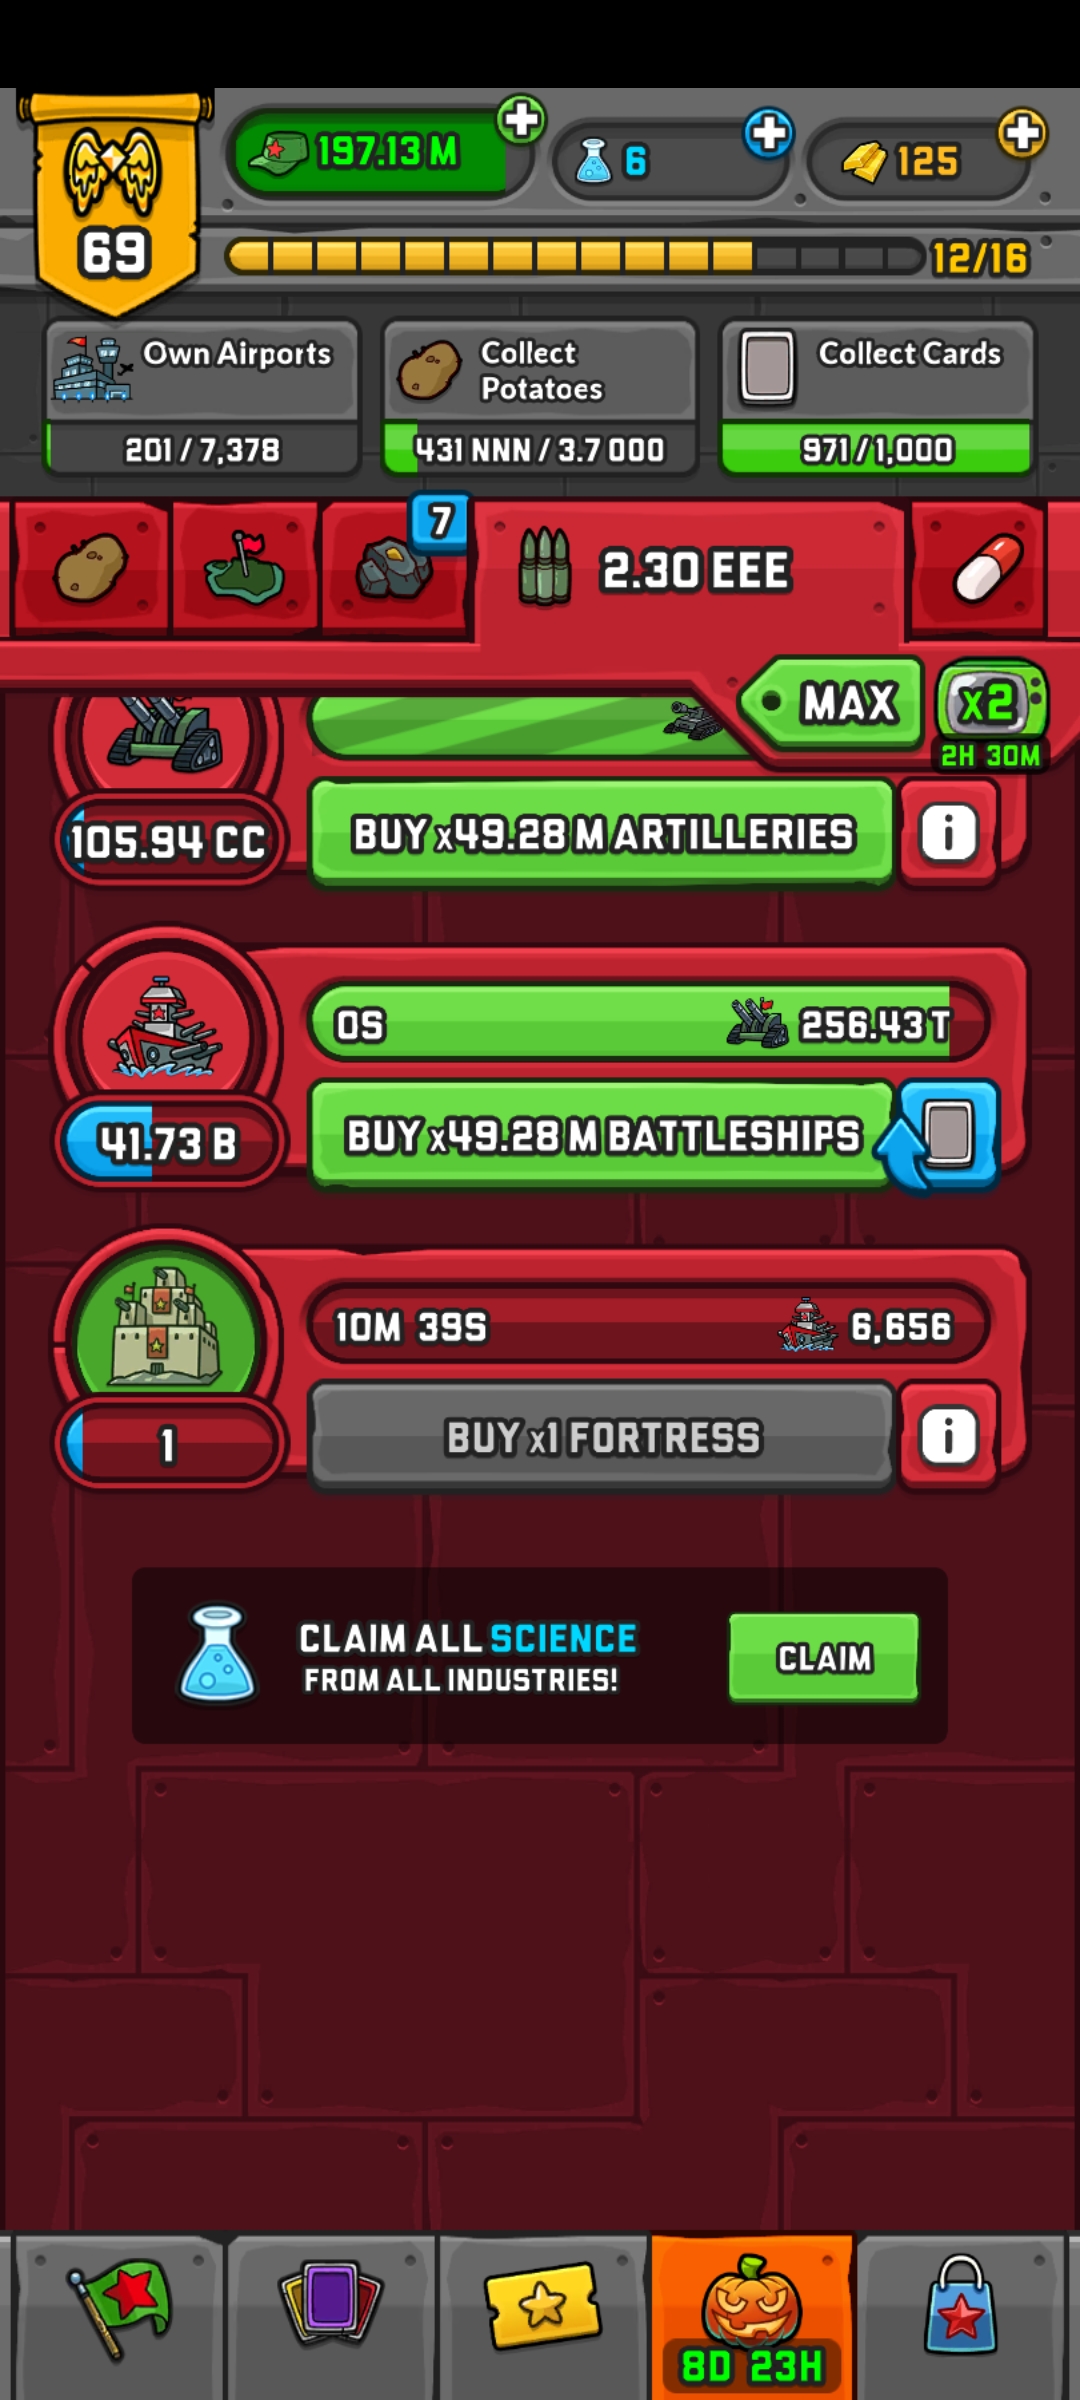 197.13 M
6
125
69
12/16
Own Airports
Collect
Potatoes
Collect Cards
201 / 7,378
431 NNN / 3.7 OOO
971 / 1,000
7
2.30 EEE
MAX
x2
2H 30M
105.94 CC
BUY x49.28 M ARTILLERIES
i
0S
256.43 T
41.73 B
BUY x49.28 M BATTLESHIPS
10M 39S
6,656
1
BUY x1 FORTRESS
i
CLAIM ALL SCIENCE
FROM ALL INDUSTRIES!
CLAIM
8D 23H